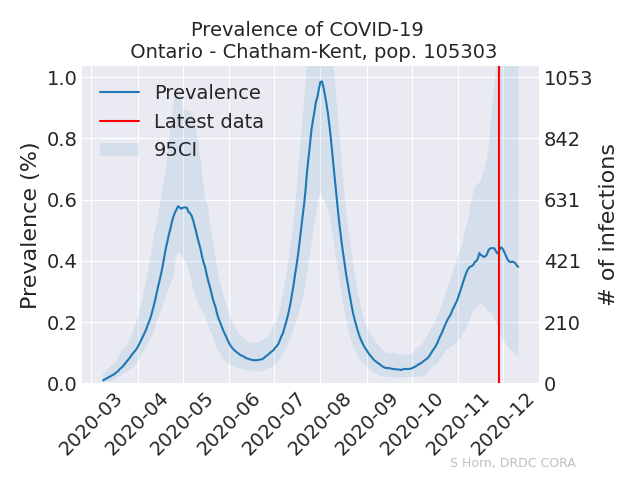 Prevalence of COVID-19
Ontario - Chatham-Kent, pop. 105303
Prevalence
Latest data
95CI
Prevalence (%)
1.0
0.8
0.6
0.4
0.2
0.0
1053
842
631
421
210
0
# of infections
2020-03
2020-04
2020-05
2020-06
2020-07
2020-08
2020-09
2020-10
2020-11
2020-12
S Horn, DRDC CORA